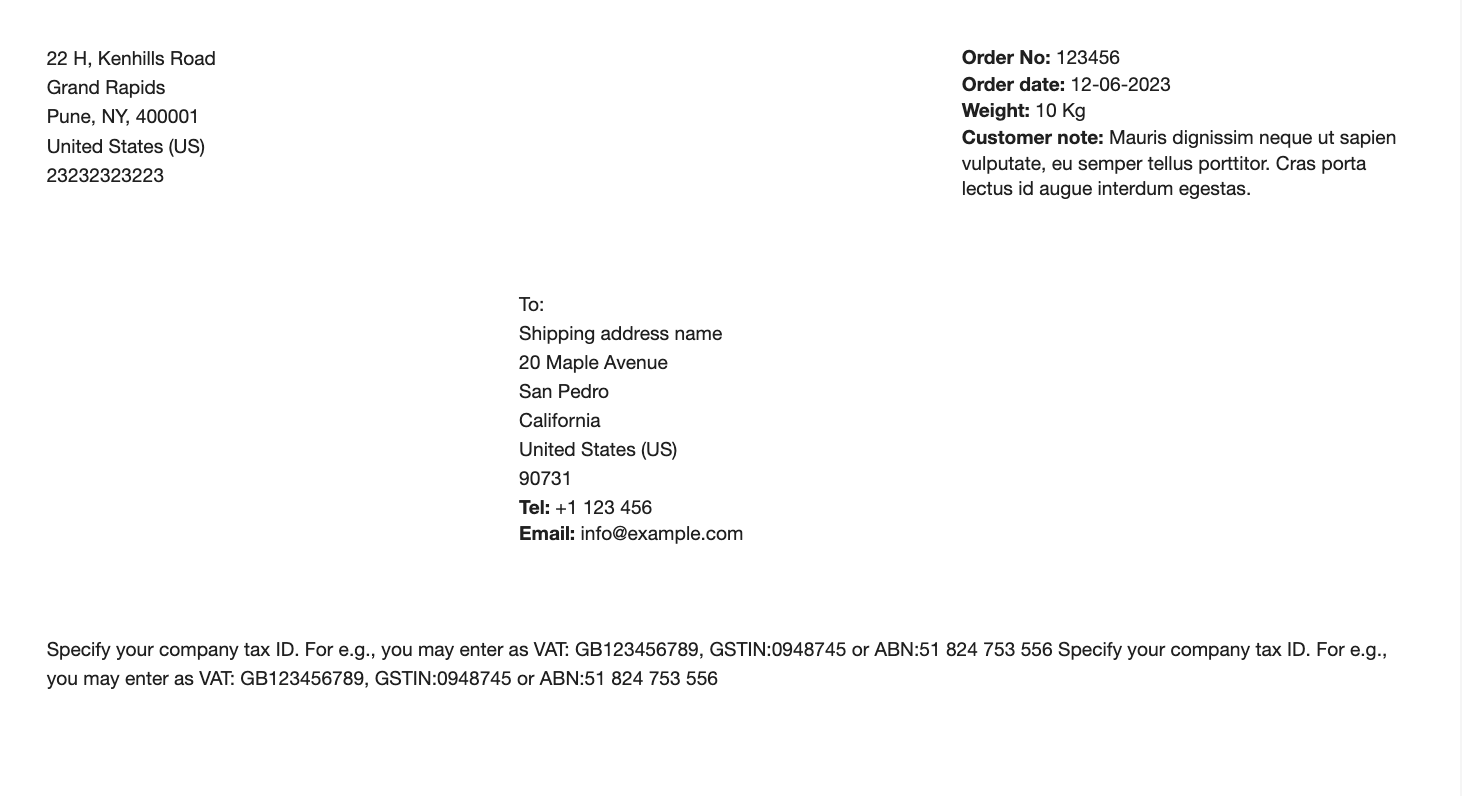 22 H, Kenhills Road
Grand Rapids
Pune, NY, 400001
United States (US)
23232323223
Order No: 123456
Order date: 12-06-2023
Weight: 10 Kg
Customer note: Mauris dignissim neque ut sapien
vulputate, eu semper tellus porttitor. Cras porta
lectus id augue interdum egestas.
To:
Shipping address name
20 Maple Avenue
San Pedro
California
United States (US)
90731
Tel: +1 123 456
Email: info@example.com
Specify your company tax ID. For e.g., you may enter as VAT: GB123456789, GSTIN:0948745 or ABN:51 824 753 556 Specify your company tax ID. For e.g.,
you may enter as VAT: GB123456789, GSTIN:0948745 or ABN:51 824 753 556